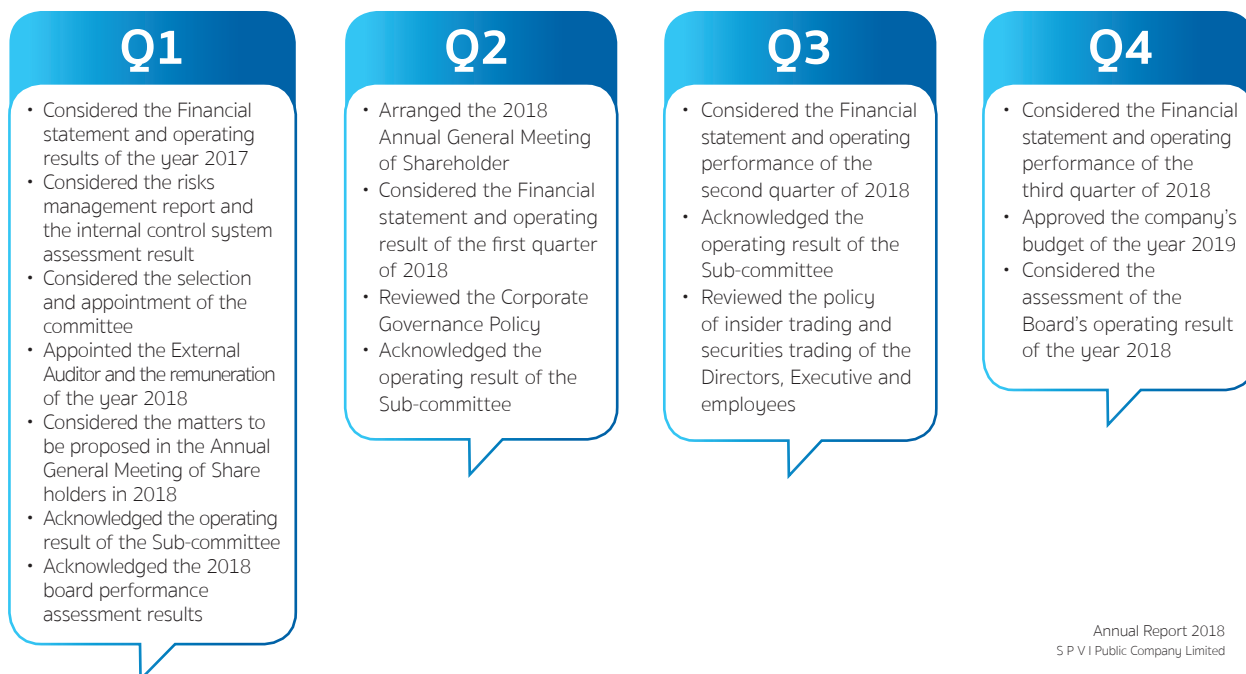 Q1
• Considered the Financial
statement and operating
results of the year 2017
• Considered the risks
management report and
the internal control system
assessment result
• Considered the selection
and appointment of the
committee
• Appointed the External
Auditor and the remuneration
of the year 2018
• Considered the matters to
be proposed in the Annual
General Meeting of Share
holders in 2018
• Acknowledged the operating
result of the Sub-committee
• Acknowledged the 2018
board performance
assessment results
Q2
• Arranged the 2018
Annual General Meeting
of Shareholder
• Considered the Financial
statement and operating
result of the first quarter
of 2018
• Reviewed the Corporate
Governance Policy
• Acknowledged the
operating result of the
Sub-committee
Q3
• Considered the Financial
statement and operating
performance of the
second quarter of 2018
• Acknowledged the
operating result of the
Sub-committee
• Reviewed the policy
of insider trading and
securities trading of the
Directors, Executive and
employees
Q4
• Considered the Financial
statement and operating
performance of the
third quarter of 2018
• Approved the company's
budget of the year 2019
• Considered the
assessment of the
Board's operating result
of the year 2018
Annual Report 2018
S P V I Public Company Limited